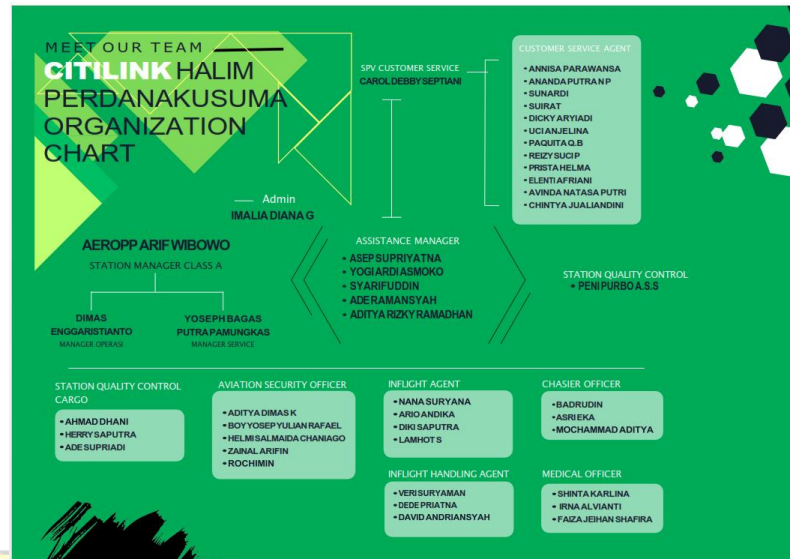 MEET OUR TEAM
CITILINK HALIM
PERDANAKUSUMA
ORGANIZATION
CHART
SPV CUSTOMER SERVICE
CAROL DEBBY SEPTIANI
CUSTOMER SERVICE AGENT
• ANNISA PARAWANSA
• ANANDA PUTRA N P
• SUNARDI
• SUIRAT
• DICKY ARYIADI
• UCI ANJELINA
• PAQUITA Q.B
• REIZY SUCI P
• PRISTA HELMA
• ELENTI AFRIANI
• AVINDA NATASA PUTRI
• CHINTYA JUALIANDINI
Admin
IMALIA DIANA G
AEROPP ARIF WIBOWO
STATION MANAGER CLASS A
DIMAS
ENGGARISTIANTO
MANAGER OPERASI
YOSEPH BAGAS
PUTRA PAMUNGKAS
MANAGER SERVICE
ASSISTANCE MANAGER
• ASEP SUPRIYATNA
• YOGI ARDI ASMOKO
• SYARIFUDDIN
• ADE RAMANSYAH
• ADITYA RIZKY RAMADHAN
STATION QUALITY CONTROL
• PENI PURBO A.S.S
STATION QUALITY CONTROL
CARGO
• AHMAD DHANI
• HERRY SAPUTRA
• ADE SUPRIADI
AVIATION SECURITY OFFICER
• ADITYA DIMAS K
• BOY YOSEP YULIAN RAFAEL
• HELMI SALMAIDA CHANIAGO
• ZAINAL ARIFIN
• ROCHIMIN
INFLIGHT AGENT
• NANA SURYANA
• ARIO ANDIKA
• DIKI SAPUTRA
• LAMHOT S
CHASIER OFFICER
• BADRUDIN
• ASRI EKA
• MOCHAMMAD ADITYA
INFLIGHT HANDLING AGENT
• VERI SURYAMAN
• DEDE PRIATNA
• DAVID ANDRIANSYAH
MEDICAL OFFICER
• SHINTA KARLINA
• IRNA ALVIANTI
• FAIZA JEIHAN SHAFIRA